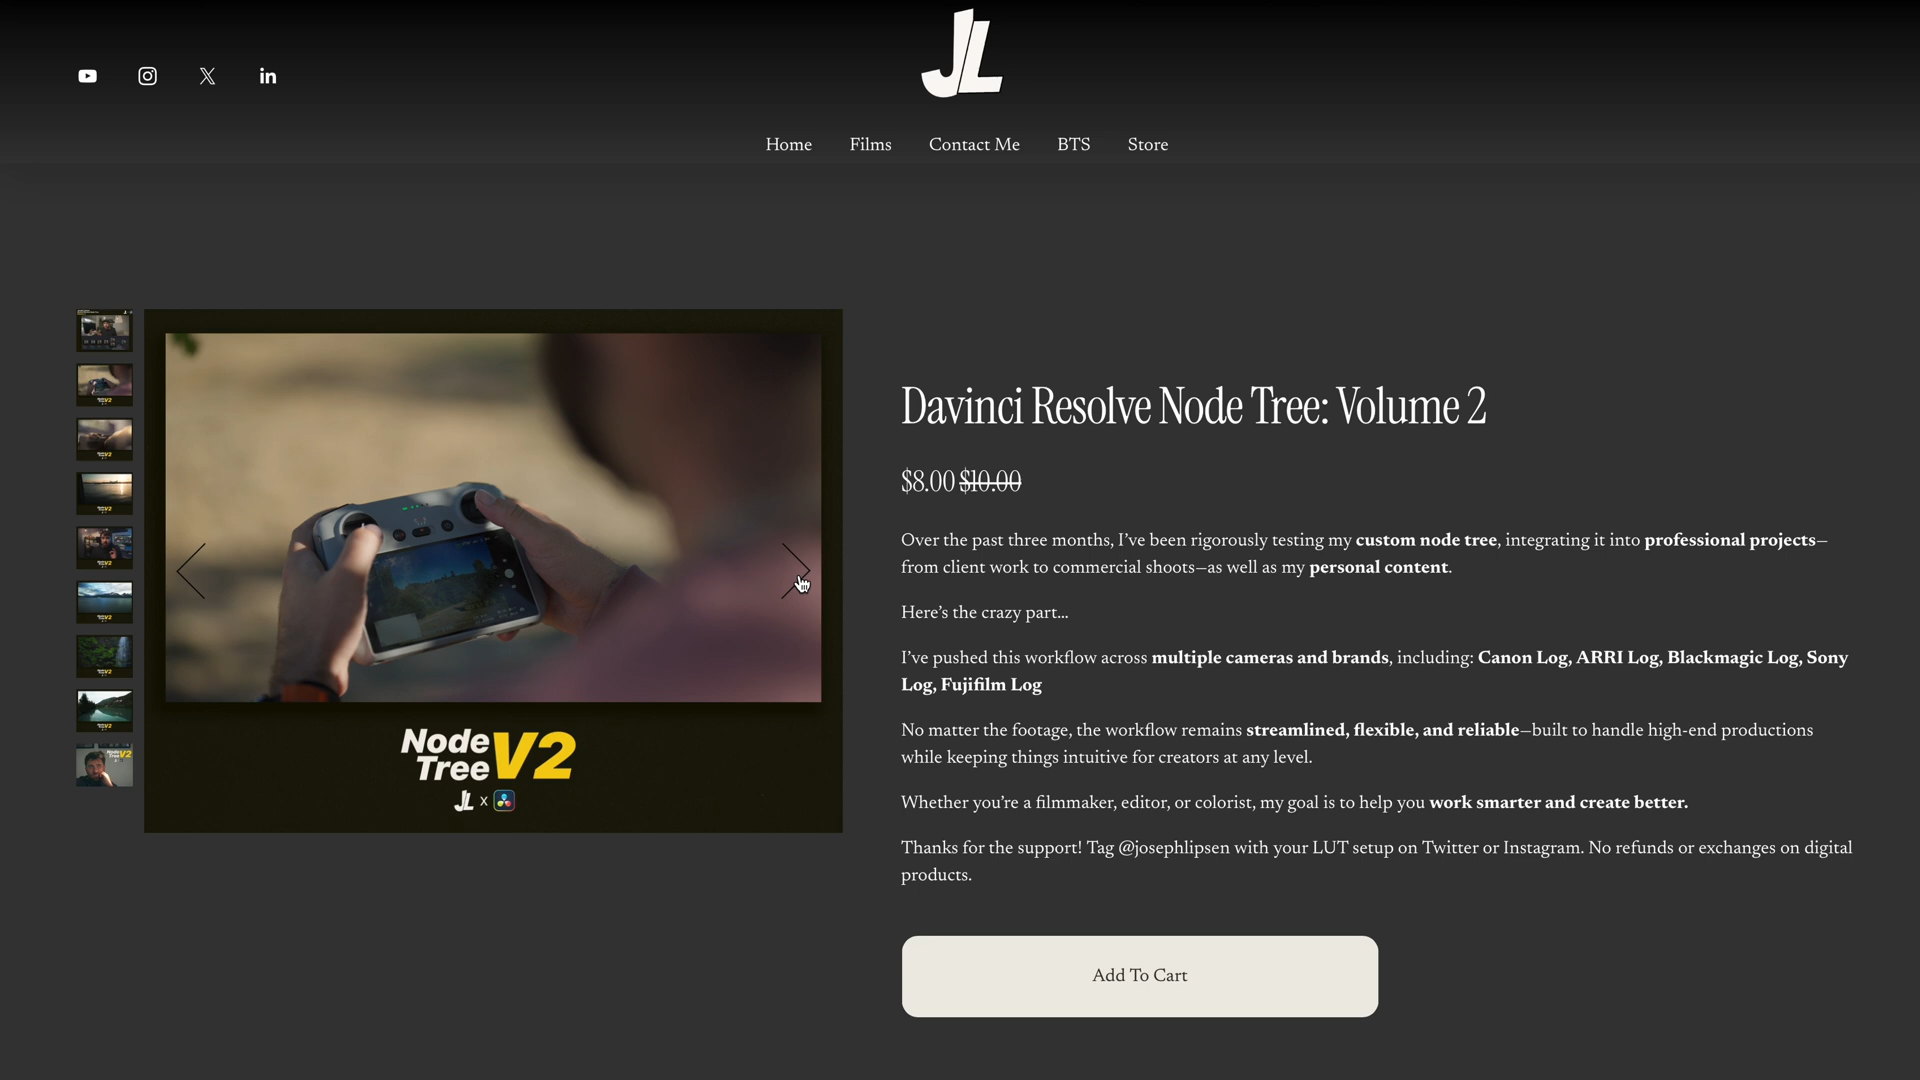 JL
Home Films Contact Me BTS Store
Davinci Resolve Node Tree: Volume 2
$8.00 $10.00
Over the past three months, I’ve been rigorously testing my custom node tree, integrating it into professional projects—
from client work to commercial shoots—as well as my personal content.
Here’s the crazy part...
I’ve pushed this workflow across multiple cameras and brands, including: Canon Log, ARRI Log, Blackmagic Log, Sony
Log, Fujifilm Log
No matter the footage, the workflow remains streamlined, flexible, and reliable—built to handle high-end productions
while keeping things intuitive for creators at any level.
Whether you’re a filmmaker, editor, or colorist, my goal is to help you work smarter and create better.
Thanks for the support! Tag @josephlipsen with your LUT setup on Twitter or Instagram. No refunds or exchanges on digital
products.
Add To Cart
Node
Tree V2
JL x